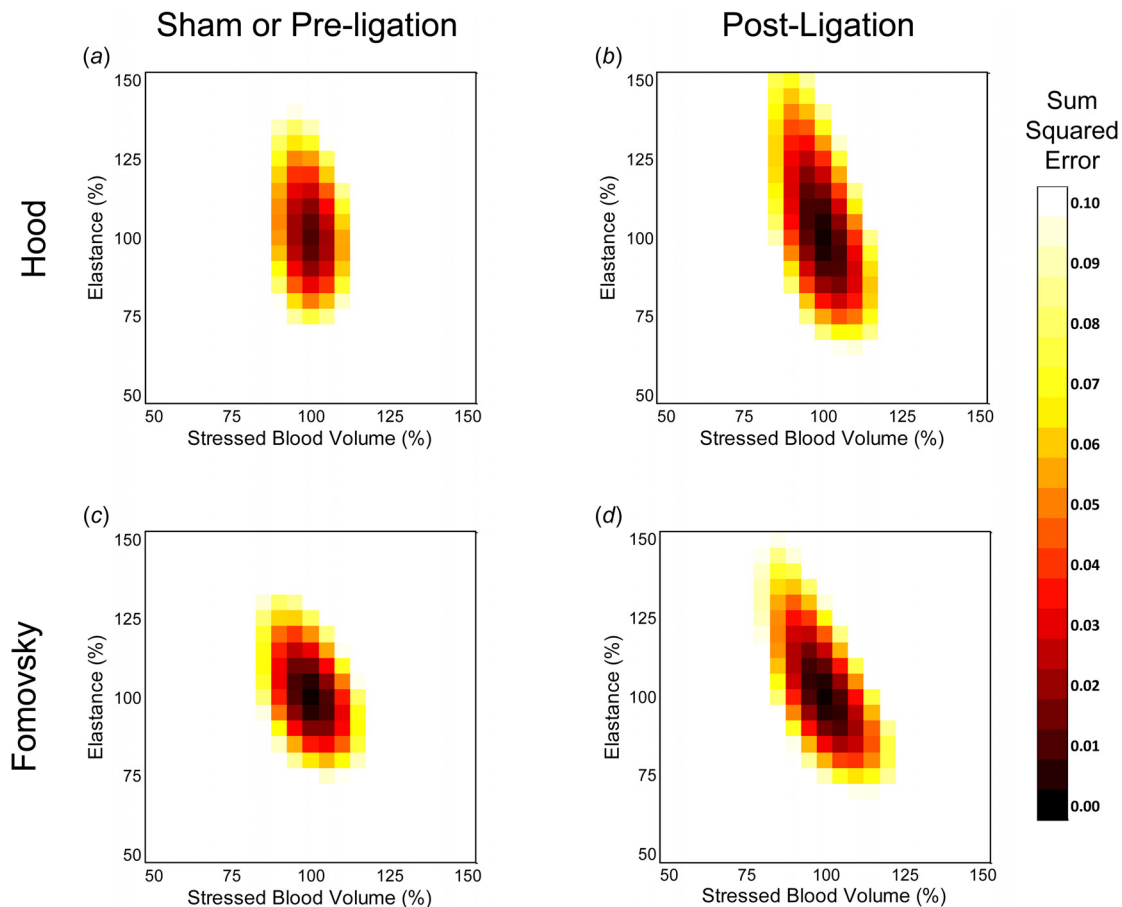 Sham or Pre-ligation
Post-Ligation
(a)
(b)
Hood
Elastance (%)
150
125
100
75
50
50 75 100 125 150
Stressed Blood Volume (%)
Elastance (%)
150
125
100
75
50
50 75 100 125 150
Stressed Blood Volume (%)
Sum
Squared
Error
0.10
0.09
0.08
0.07
0.06
0.05
0.04
0.03
0.02
0.01
0.00
(c)
(d)
Fomovsky
Elastance (%)
150
125
100
75
50
50 75 100 125 150
Stressed Blood Volume (%)
Elastance (%)
150
125
100
75
50
50 75 100 125 150
Stressed Blood Volume (%)